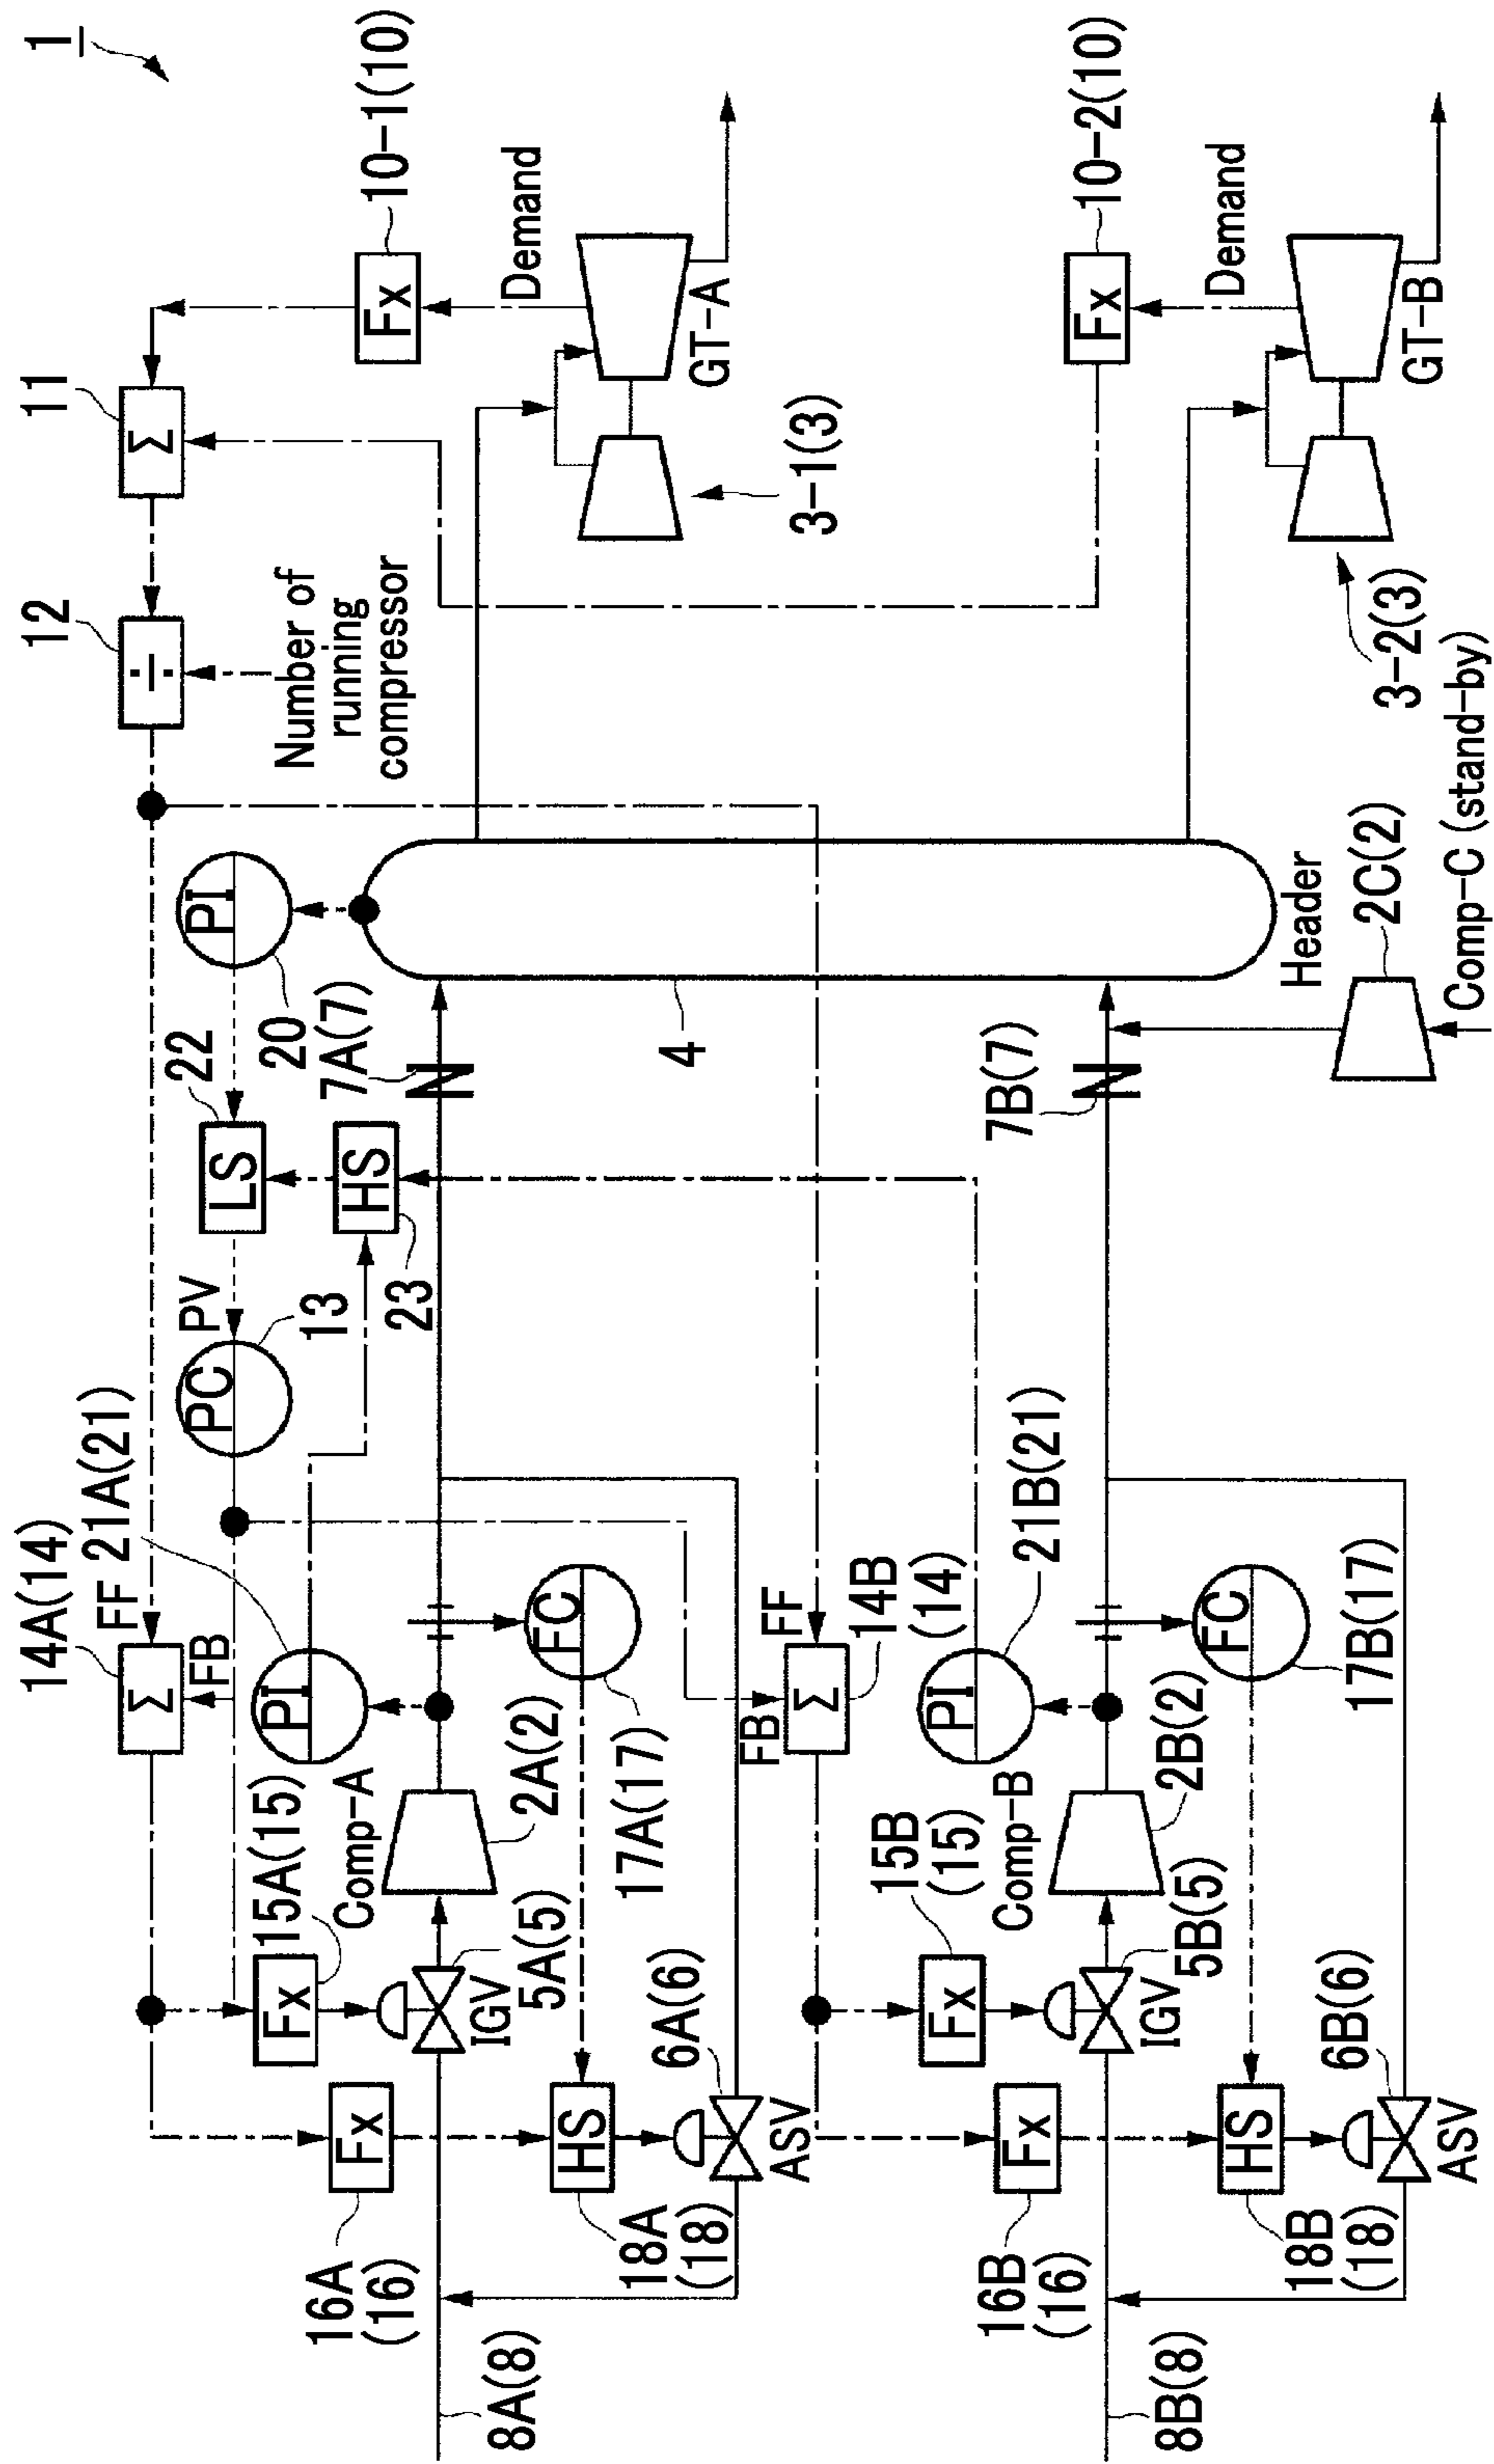 1
10-1(10)
Fx
Demand
GT-A
3-1(3)
10-2(10)
Fx
Demand
GT-B
3-2(3)
11
Σ
12
÷
Number of
running
compressor
PI
20
22
LS
HS
23
7A(7)
N
4
Header
7B(7)
N
2C(2)
Comp-C (stand-by)
PV
PC
13
14A(14)
FF
Σ
FB
21A(21)
PI
FC
17A(17)
Comp-A
2A(2)
15A(15)
Fx
5A(5)
IGV
16A
(16)
Fx
HS
18A
(18)
6A(6)
ASV
8A(8)
FF
FB
Σ
14B
(14)
21B(21)
PI
FC
17B(17)
Comp-B
2B(2)
15B
(15)
Fx
5B(5)
IGV
16B
(16)
Fx
HS
18B
(18)
6B(6)
ASV
8B(8)